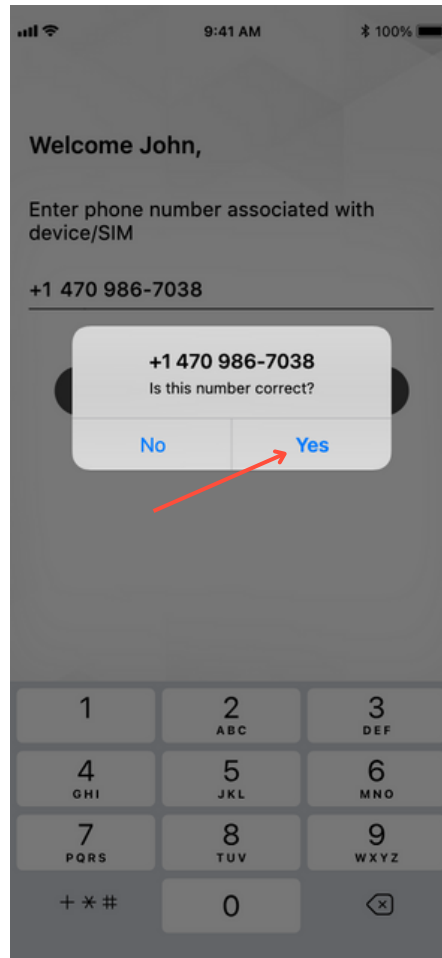 9:41 AM 100%
Welcome John,
Enter phone number associated with
device/SIM
+1 470 986-7038
+1 470 986-7038
Is this number correct?
No Yes
1 2 3
ABC DEF
4 5 6
GHI JKL MNO
7 8 9
PQRS TUV WXYZ
+*# 0